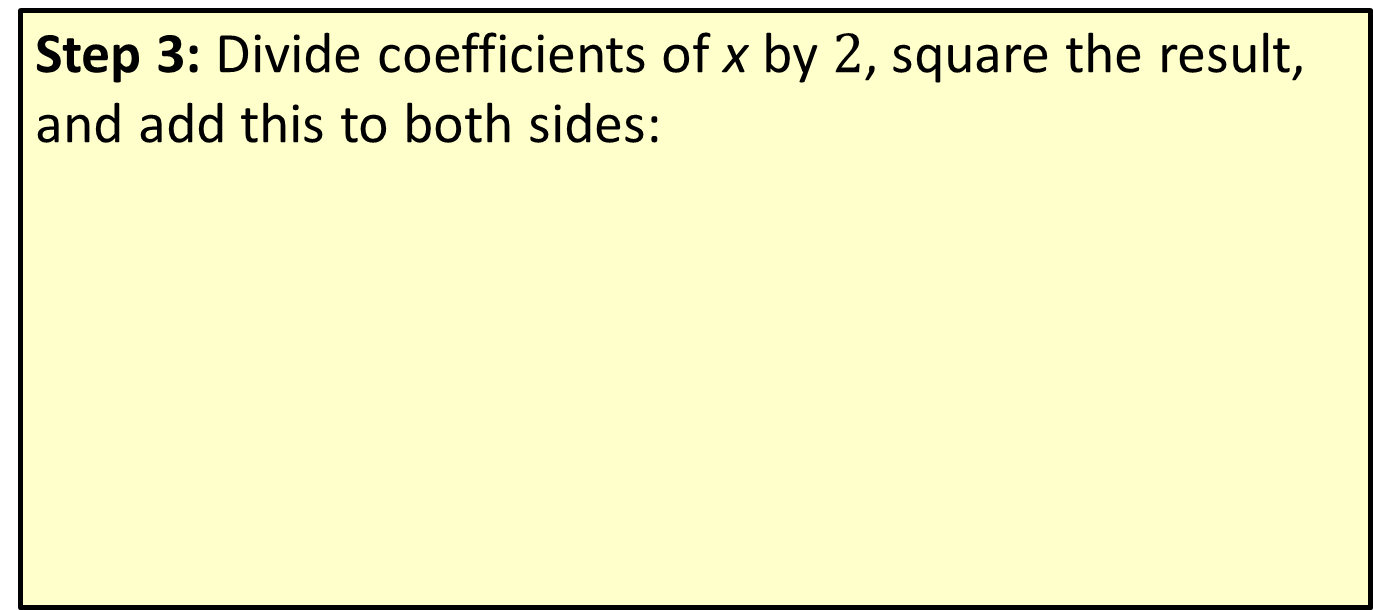 Step 3: Divide coefficients of x by 2, square the result,
and add this to both sides: